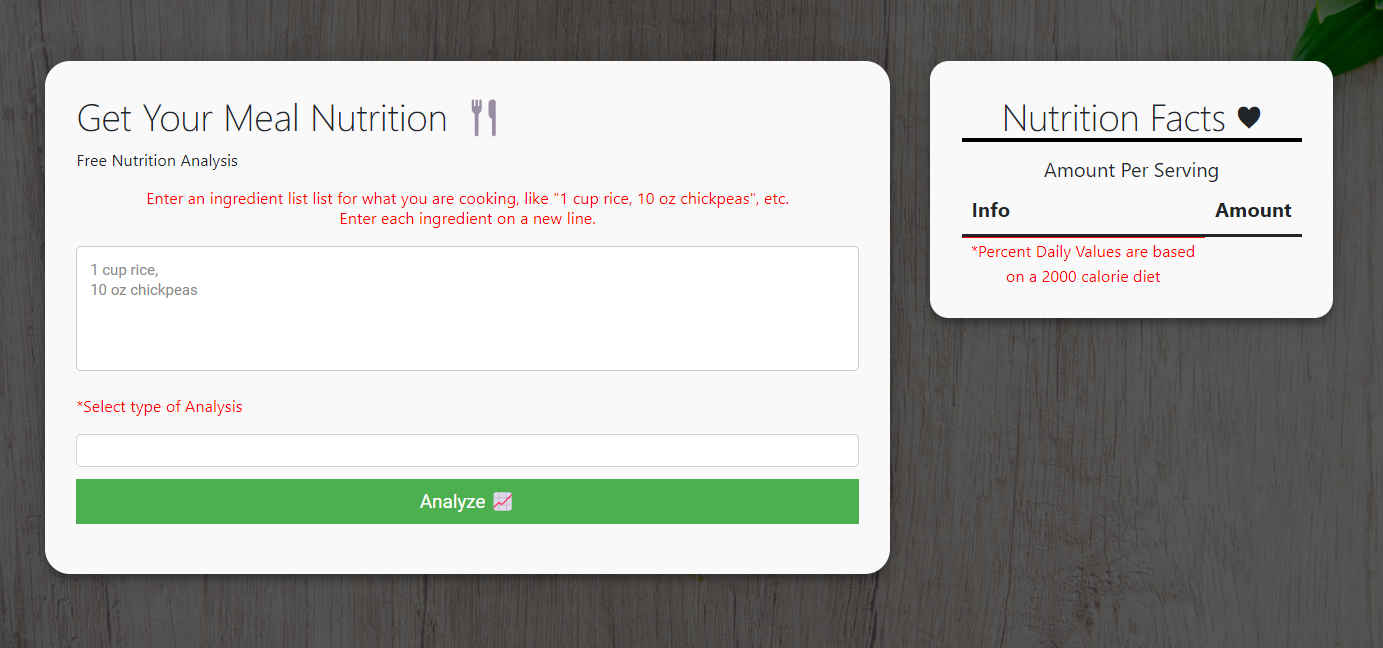 Get Your Meal Nutrition
Free Nutrition Analysis
Enter an ingredient list list for what you are cooking, like "1 cup rice, 10 oz chickpeas", etc.
Enter each ingredient on a new line.
1 cup rice,
10 oz chickpeas
*Select type of Analysis
Analyze
Nutrition Facts
Amount Per Serving
Info Amount
*Percent Daily Values are based
on a 2000 calorie diet